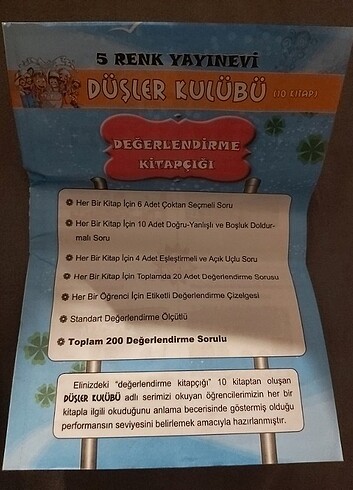 5 RENK YAYINEVİ
DÜŞLER KULÜBÜ (10 KİTAP)
DEĞERLENDİRME
KİTAPÇIĞI
Her Bir Kitap İçin 6 Adet Çoktan Seçmeli Soru
Her Bir Kitap İçin 10 Adet Doğru-Yanlışlı ve Boşluk Doldur-
malı Soru
Her Bir Kitap İçin 4 Adet Eşleştirmeli ve Açık Uçlu Soru
Her Bir Kitap İçin Toplamda 20 Adet Değerlendirme Sorusu
Her Bir Öğrenci İçin Etiketli Değerlendirme Çizelgesi
Standart Değerlendirme Ölçütlü
Toplam 200 Değerlendirme Sorulu
Elinizdeki "değerlendirme kitapçığı" 10 kitaptan oluşan
DÜŞLER KULÜBÜ adlı serimizi okuyan öğrencilerimizin her bir
kitapla ilgili okuduğunu anlama becerisinde göstermiş olduğu
performansın seviyesini belirlemek amacıyla hazırlanmıştır.